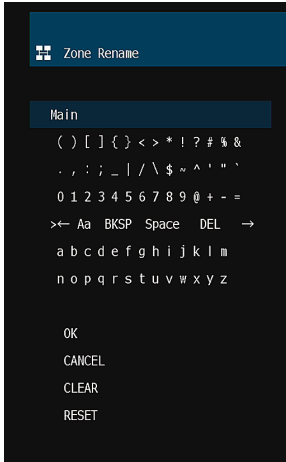 Zone Rename
Main
( ) [ ] { } < > * ! ? # % &
. , : ; _ | / \ $ ~ ^ ' " `
0 1 2 3 4 5 6 7 8 9 @ + - =
>← Aa BKSP Space DEL →
a b c d e f g h i j k l m
n o p q r s t u v w x y z
OK
CANCEL
CLEAR
RESET